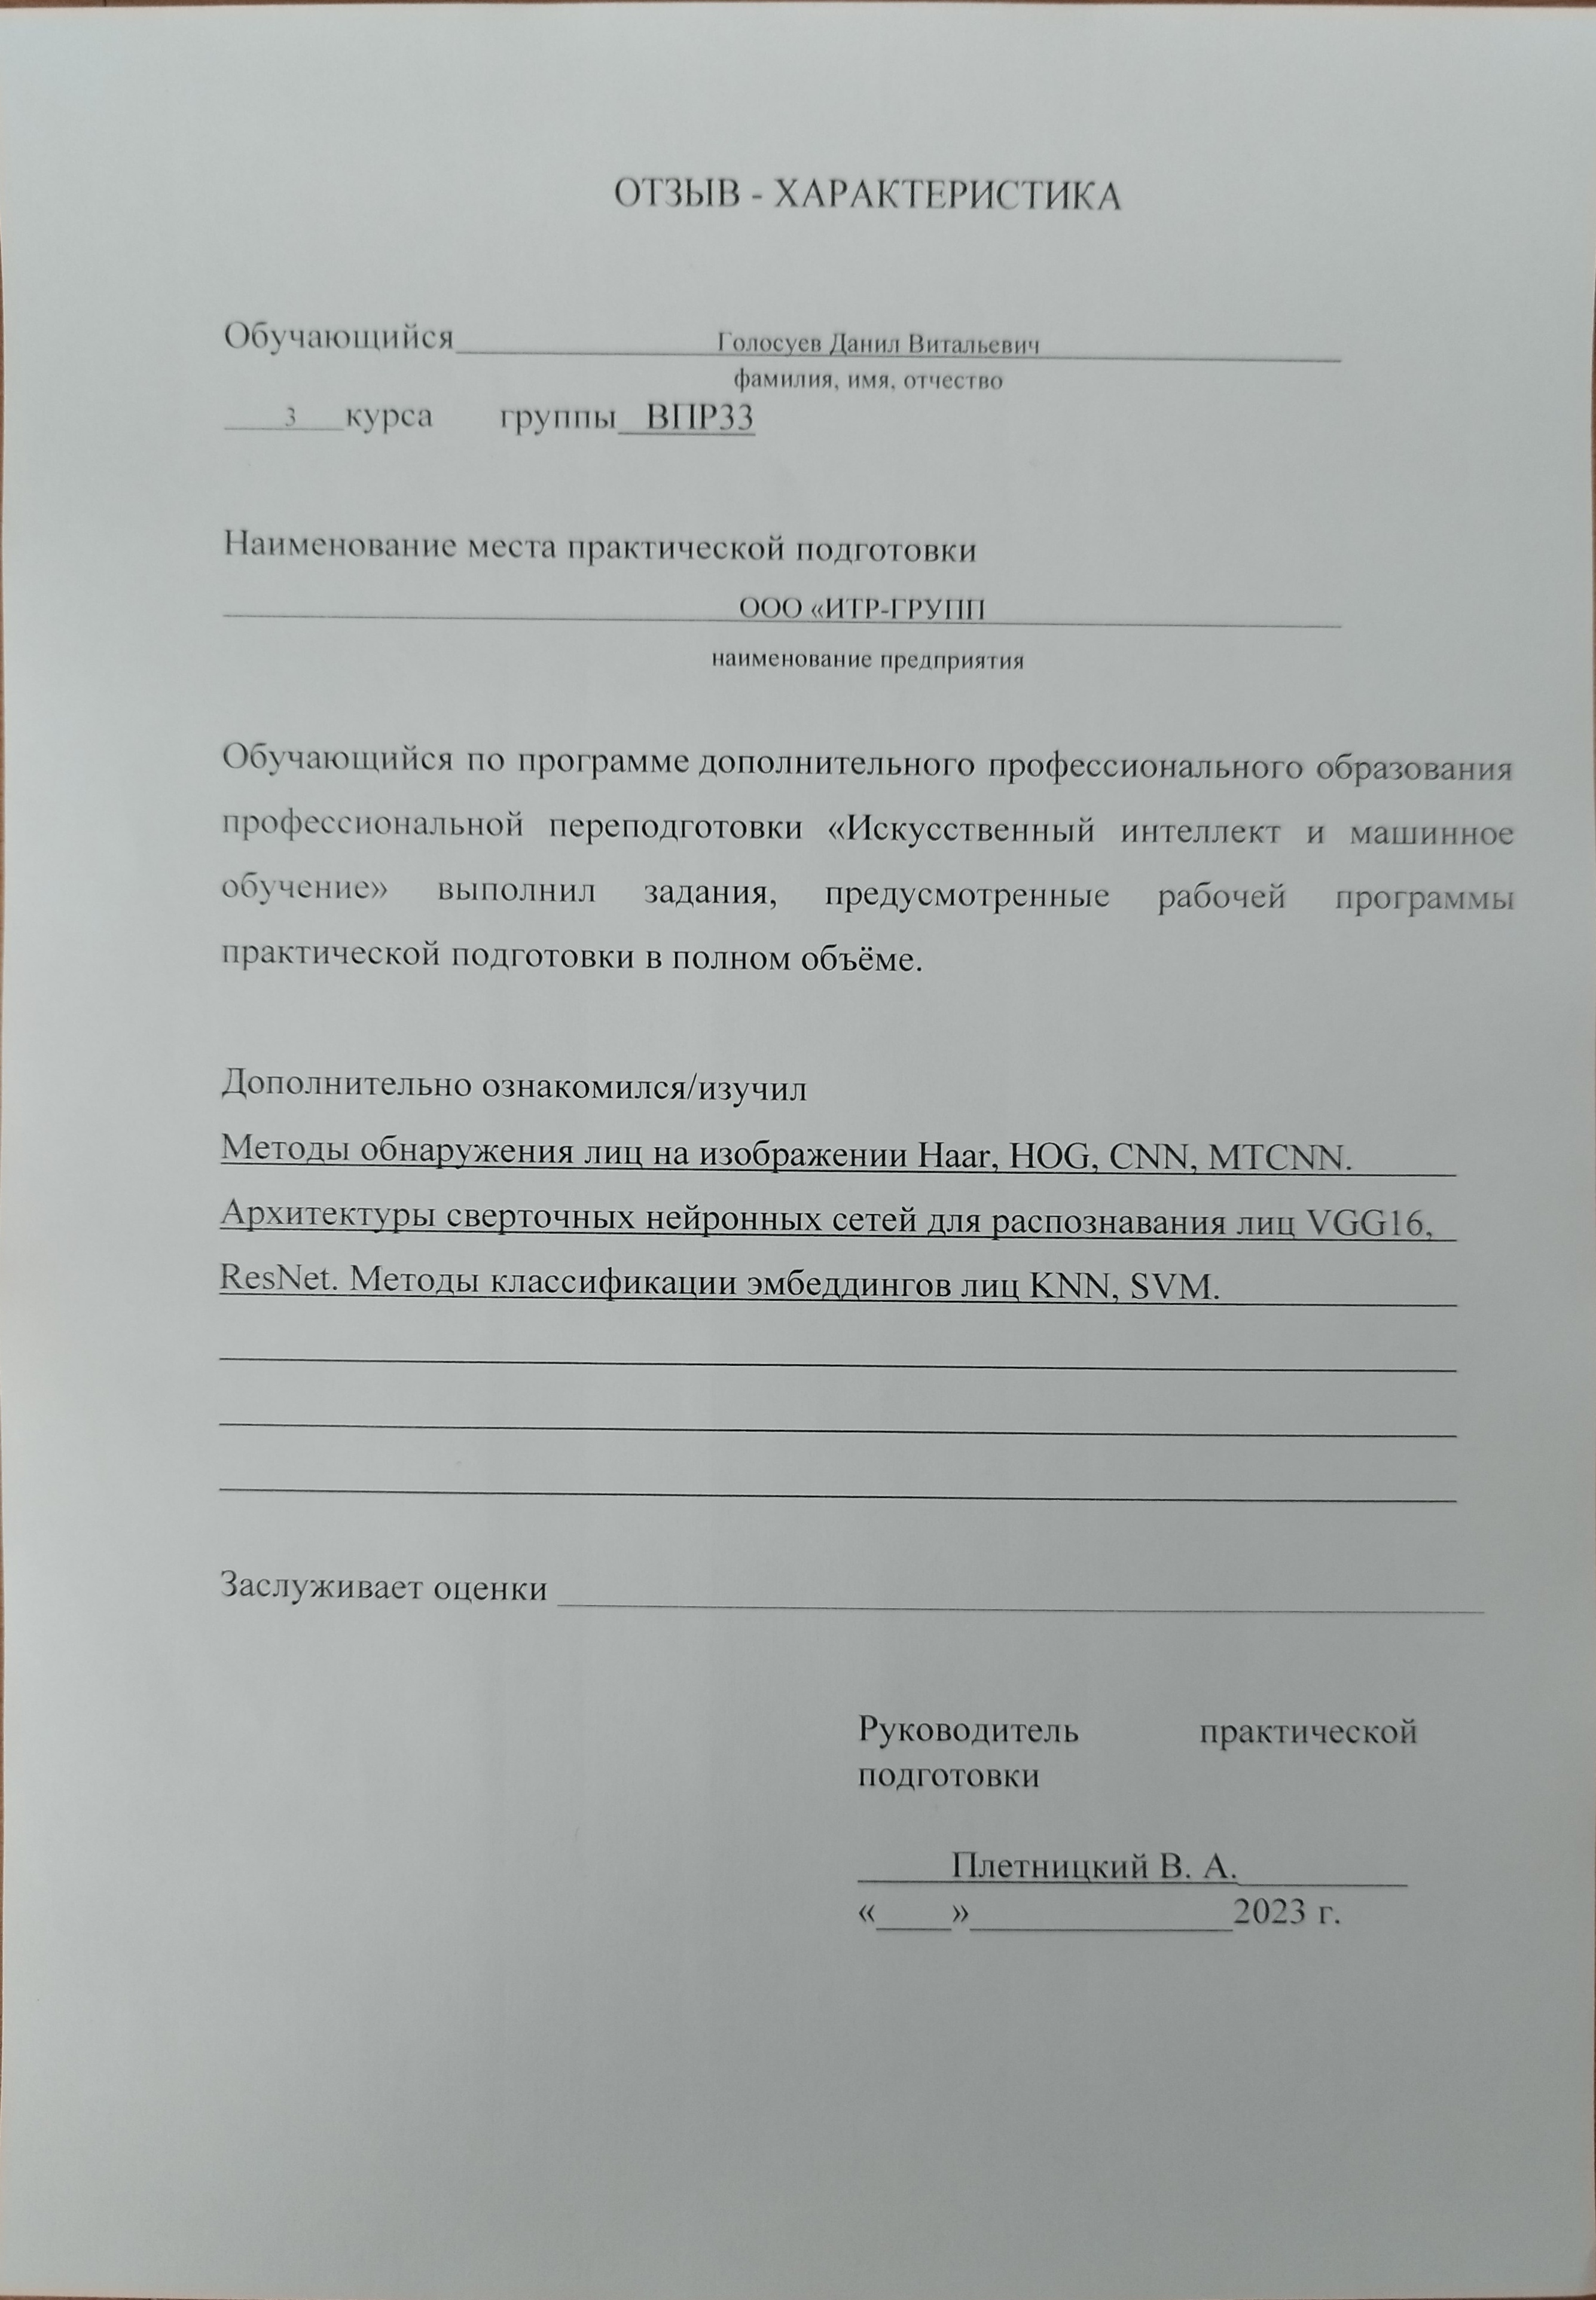 ОТЗЫВ - ХАРАКТЕРИСТИКА
Обучающийся Голосуев Данил Витальевич
фамилия, имя, отчество
3 курса группы ВПР33
Наименование места практической подготовки
ООО «ИТР-ГРУПП
наименование предприятия
Обучающийся по программе дополнительного профессионального образования
профессиональной переподготовки «Искусственный интеллект и машинное
обучение» выполнил задания, предусмотренные рабочей программы
практической подготовки в полном объёме.
Дополнительно ознакомился/изучил
Методы обнаружения лиц на изображении Haar, HOG, CNN, MTCNN.
Архитектуры сверточных нейронных сетей для распознавания лиц VGG16,
ResNet. Методы классификации эмбеддингов лиц KNN, SVM.
Заслуживает оценки
Руководитель практической
подготовки
Плетницкий В. А.
«____»______________2023 г.